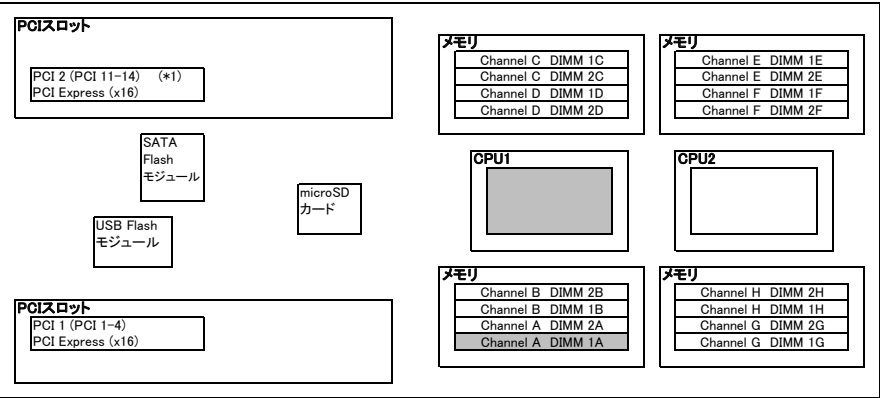 PCIスロット
PCI 2 (PCI 11-14)　(*1)
PCI Express (x16)
SATA
Flash
モジュール
microSD
カード
USB Flash
モジュール
PCIスロット
PCI 1 (PCI 1-4)
PCI Express (x16)
メモリ
Channel C DIMM 1C
Channel C DIMM 2C
Channel D DIMM 1D
Channel D DIMM 2D
メモリ
Channel E DIMM 1E
Channel E DIMM 2E
Channel F DIMM 1F
Channel F DIMM 2F
CPU1
CPU2
メモリ
Channel B DIMM 2B
Channel B DIMM 1B
Channel A DIMM 2A
Channel A DIMM 1A
メモリ
Channel H DIMM 2H
Channel H DIMM 1H
Channel G DIMM 2G
Channel G DIMM 1G